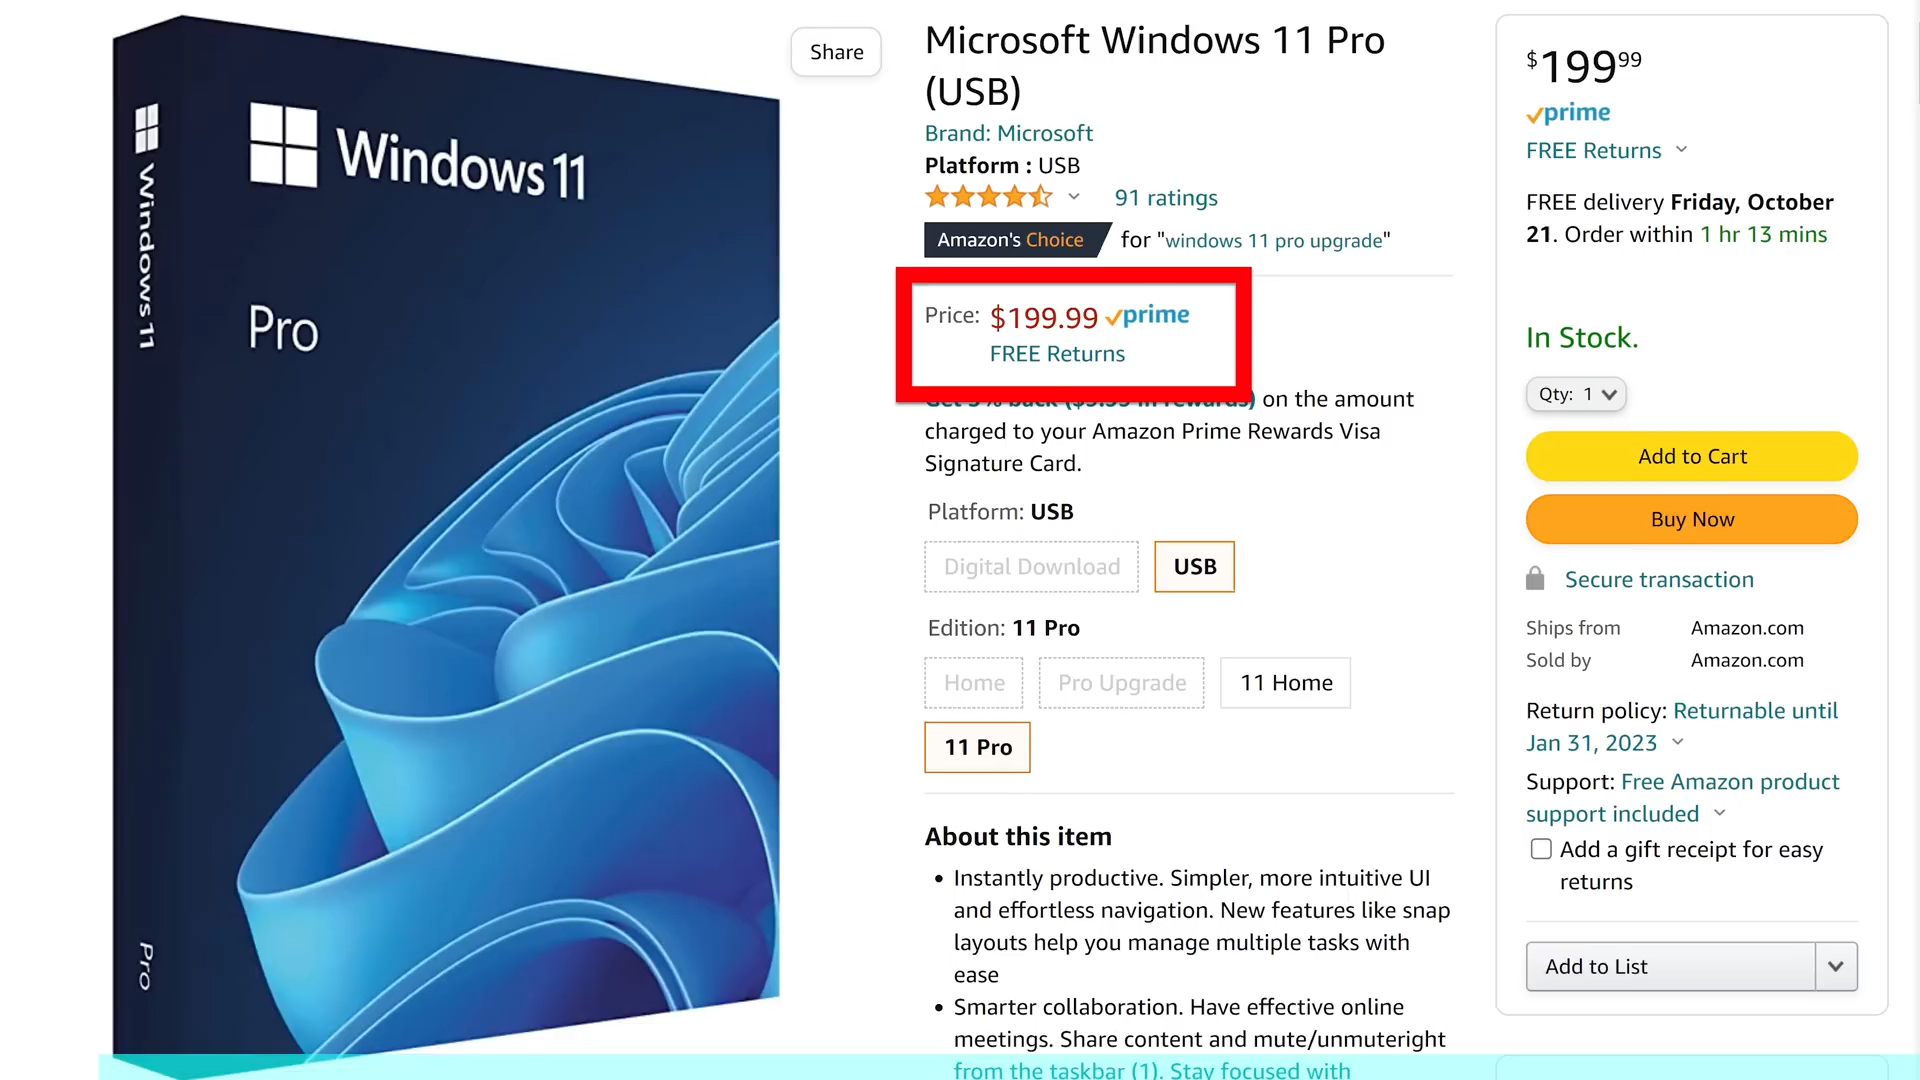 Windows 11
Pro
Windows 11
Pro
Share
Microsoft Windows 11 Pro
(USB)
Brand: Microsoft
Platform : USB
91 ratings
Amazon's Choice for "windows 11 pro upgrade"
Price: $199.99 prime
FREE Returns
on the amount
charged to your Amazon Prime Rewards Visa
Signature Card.
Platform: USB
Digital Download USB
Edition: 11 Pro
Home Pro Upgrade 11 Home
11 Pro
About this item
• Instantly productive. Simpler, more intuitive UI
and effortless navigation. New features like snap
layouts help you manage multiple tasks with
ease
• Smarter collaboration. Have effective online
meetings. Share content and mute/unmuteright
from the taskbar (1). Stay focused with
$199 99
prime
FREE Returns
FREE delivery Friday, October
21. Order within 1 hr 13 mins
In Stock.
Qty: 1
Add to Cart
Buy Now
Secure transaction
Ships from Amazon.com
Sold by Amazon.com
Return policy: Returnable until
Jan 31, 2023
Support: Free Amazon product
support included
Add a gift receipt for easy
returns
Add to List